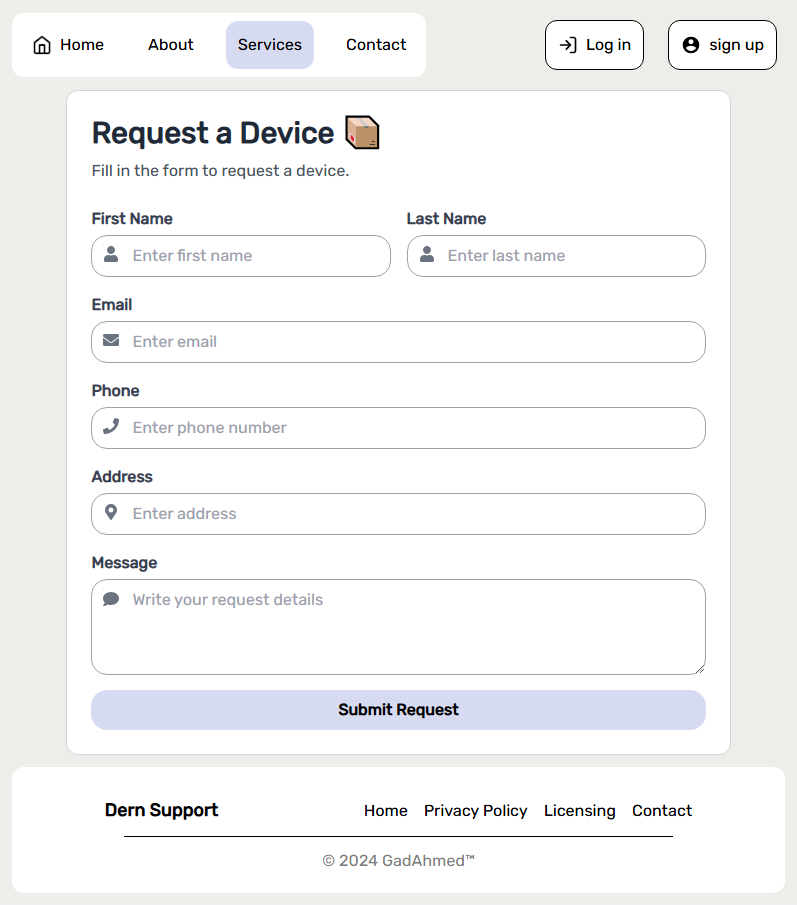 Home About Services Contact Log in sign up
Request a Device
Fill in the form to request a device.
First Name Last Name
Enter first name Enter last name
Email
Enter email
Phone
Enter phone number
Address
Enter address
Message
Write your request details
Submit Request
Dern Support Home Privacy Policy Licensing Contact
© 2024 GadAhmed™